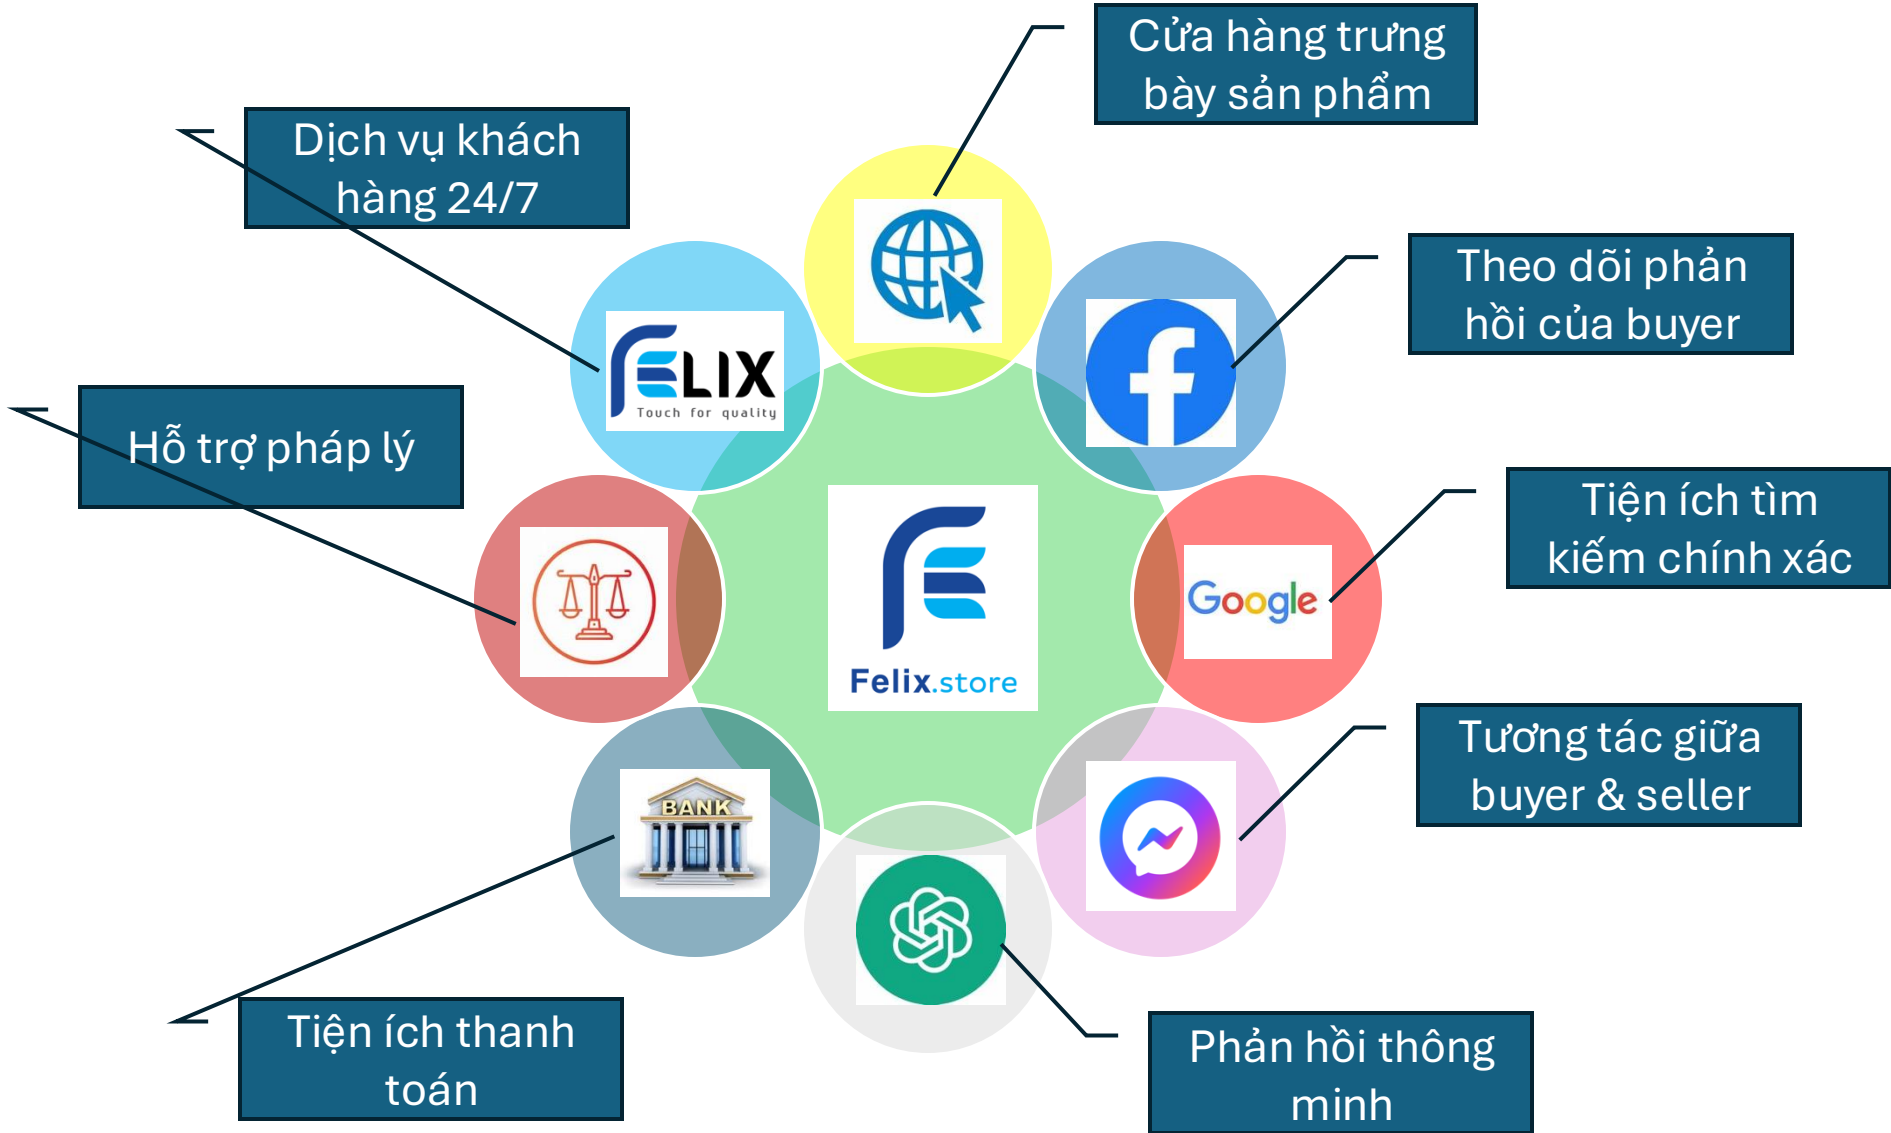 Cửa hàng trưng
bày sản phẩm
Dịch vụ khách
hàng 24/7
Theo dõi phản
hồi của buyer
FELIX
Touch for quality
Hỗ trợ pháp lý
Tiện ích tìm
kiếm chính xác
Google
Felix.store
Tương tác giữa
buyer & seller
BANK
Tiện ích thanh
toán
Phản hồi thông
minh